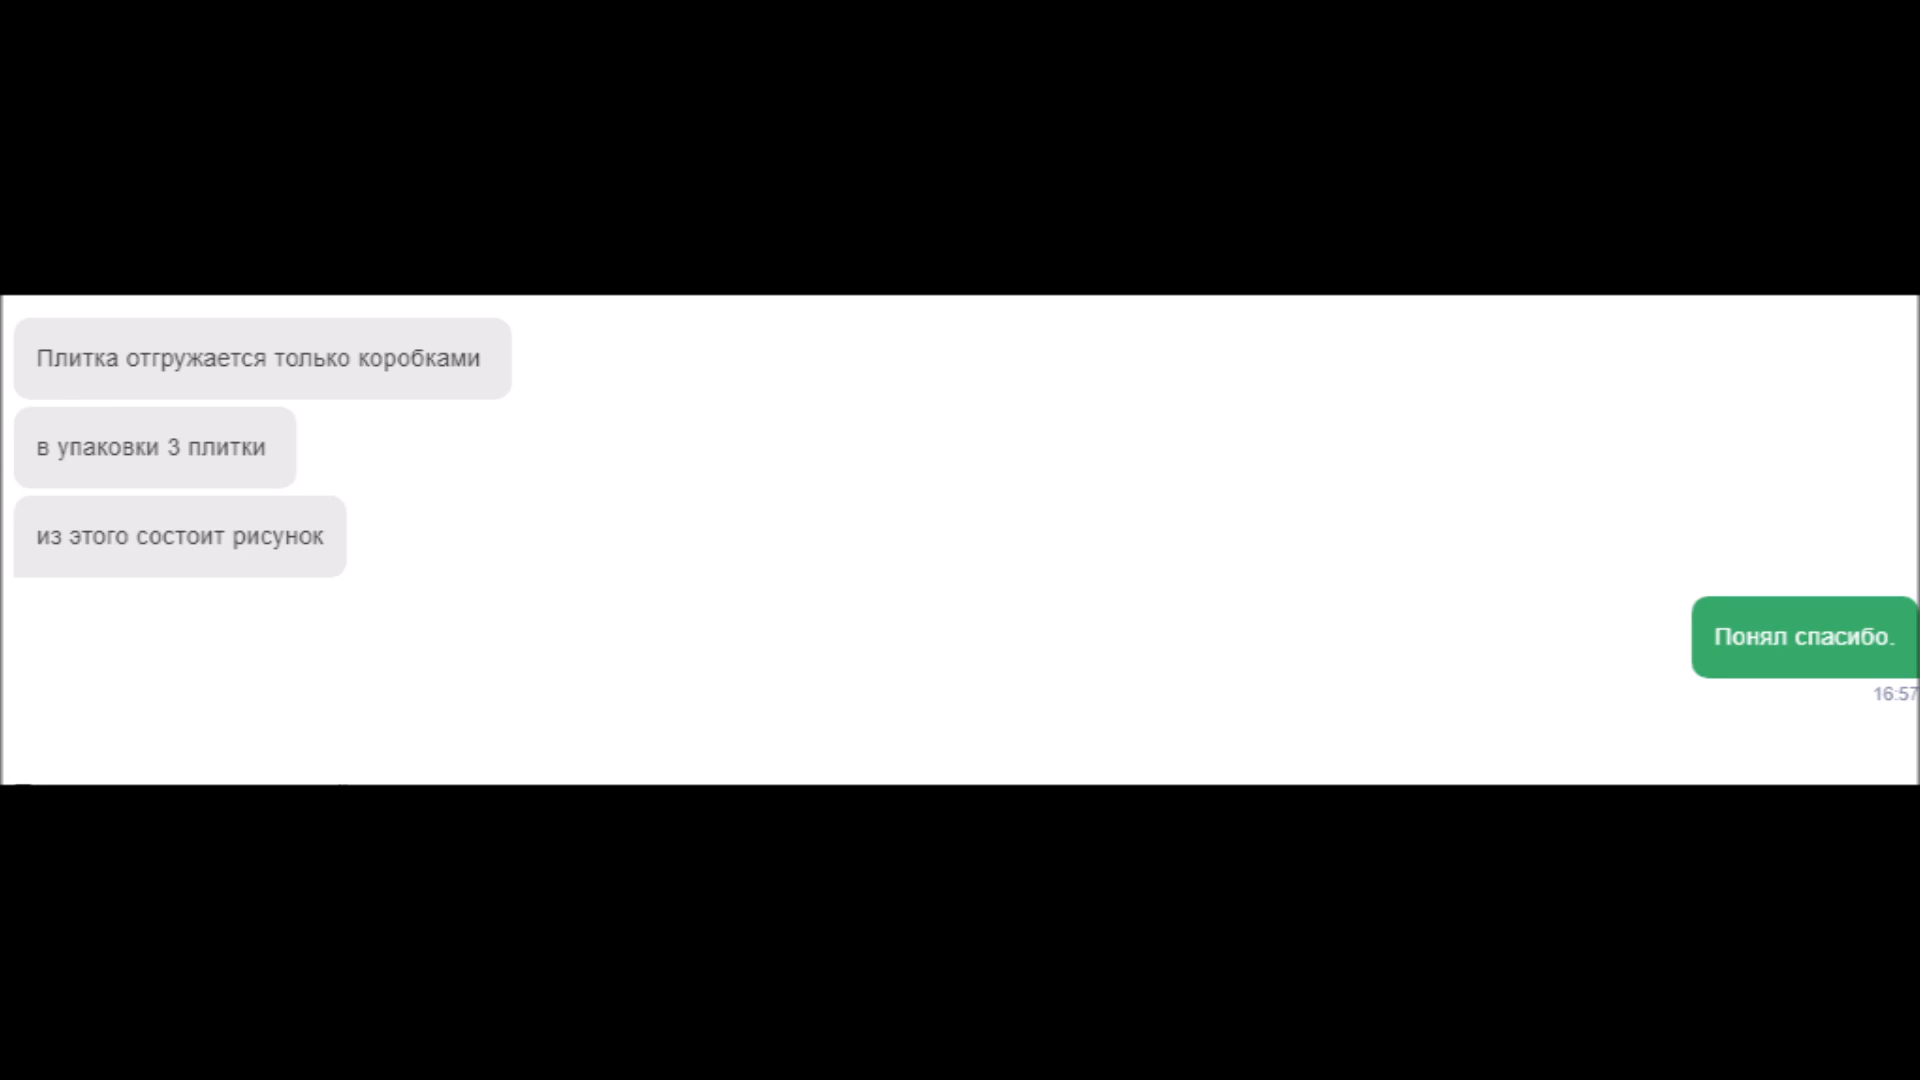 Плитка отгружается только коробками
в упаковки 3 плитки
из этого состоит рисунок
Понял спасибо.
16:57